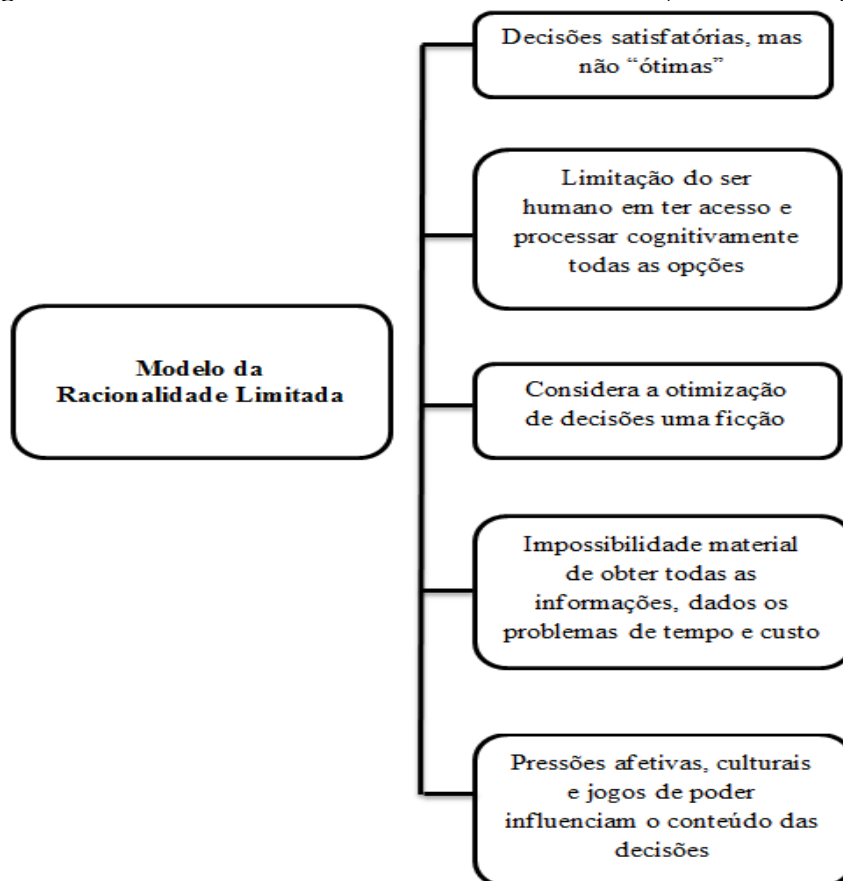 Decisões satisfatórias, mas
não “ótimas”
Limitação do ser
humano em ter acesso e
processar cognitivamente
todas as opções
Modelo da
Racionalidade Limitada
Considera a otimização
de decisões uma ficção
Impossibilidade material
de obter todas as
informações, dados os
problemas de tempo e custo
Pressões afetivas, culturais
e jogos de poder
influenciam o conteúdo das
decisões